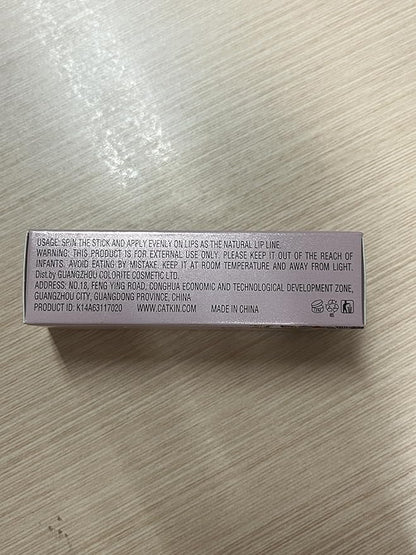 USAGE: SPIN THE STICK AND APPLY EVENLY ON LIPS AS THE NATURAL LIP LINE.
WARNING: THIS PRODUCT IS FOR EXTERNAL USE ONLY. PLEASE KEEP IT OUT OF THE REACH OF
INFANTS. AVOID EATING BY MISTAKE. KEEP IT AT ROOM TEMPERATURE AND AWAY FROM LIGHT.
Dist.by GUANGZHOU COLORITE COSMETIC LTD.
ADDRESS: NO.18, FENG YING ROAD, CONGHUA ECONOMIC AND TECHNOLOGICAL DEVELOPMENT ZONE,
GUANGZHOU CITY, GUANGDONG PROVINCE, CHINA
PRODUCT ID: K14A63117020 WWW.CATKIN.COM MADE IN CHINA